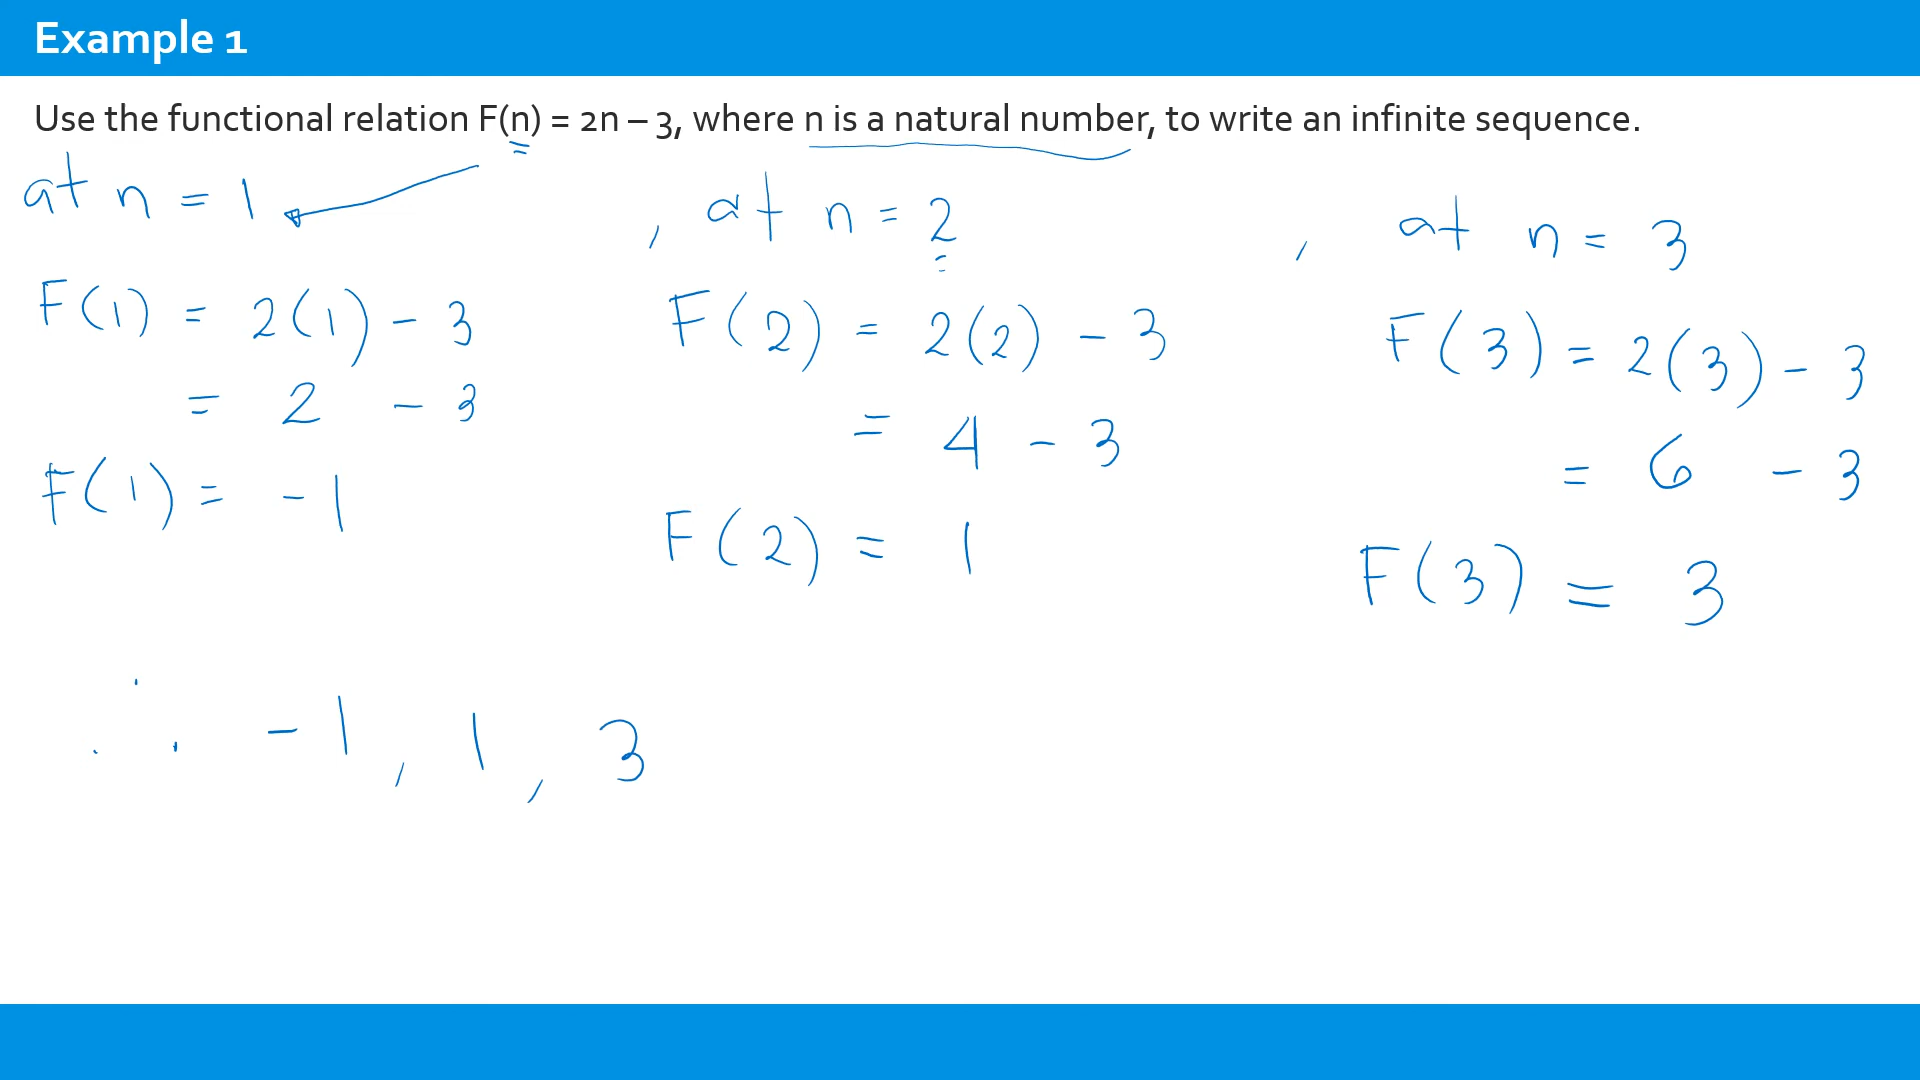 Example 1
Use the functional relation F(n) = 2n – 3, where n is a natural number, to write an infinite sequence.
at n = 1 , at n = 2 , at n = 3
F(1) = 2(1) - 3
= 2 - 3
F(1) = -1
F(2) = 2(2) - 3
= 4 - 3
F(2) = 1
F(3) = 2(3) - 3
= 6 - 3
F(3) = 3
∴ -1 , 1 , 3